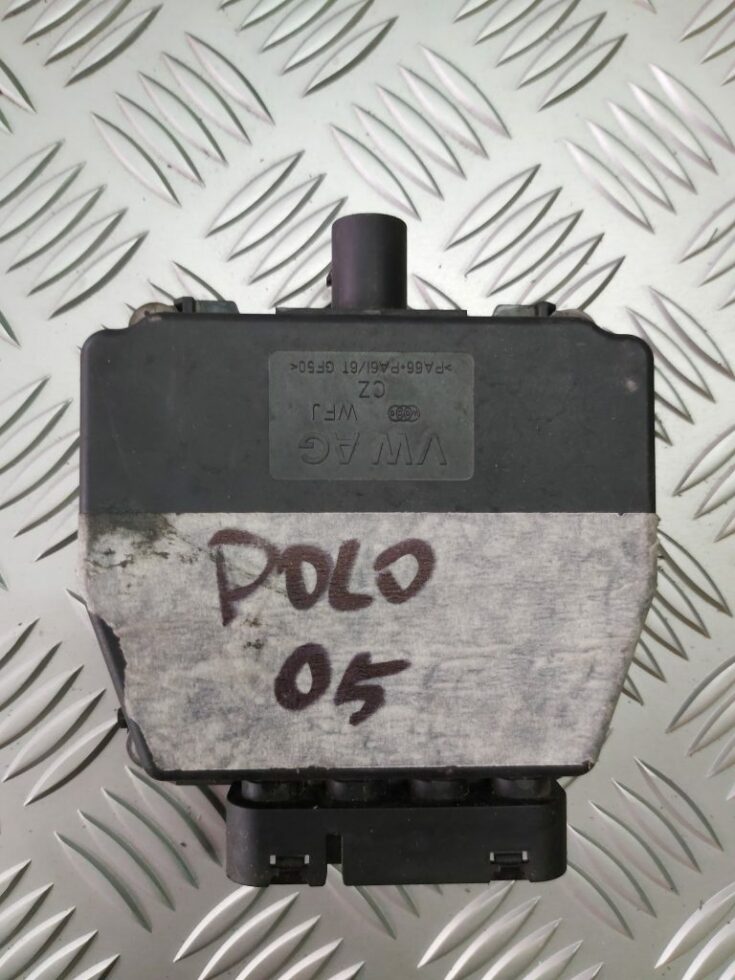 VW AG
WFJ
CZ
>PA66+PA6I/6T GF50<
POLO
05